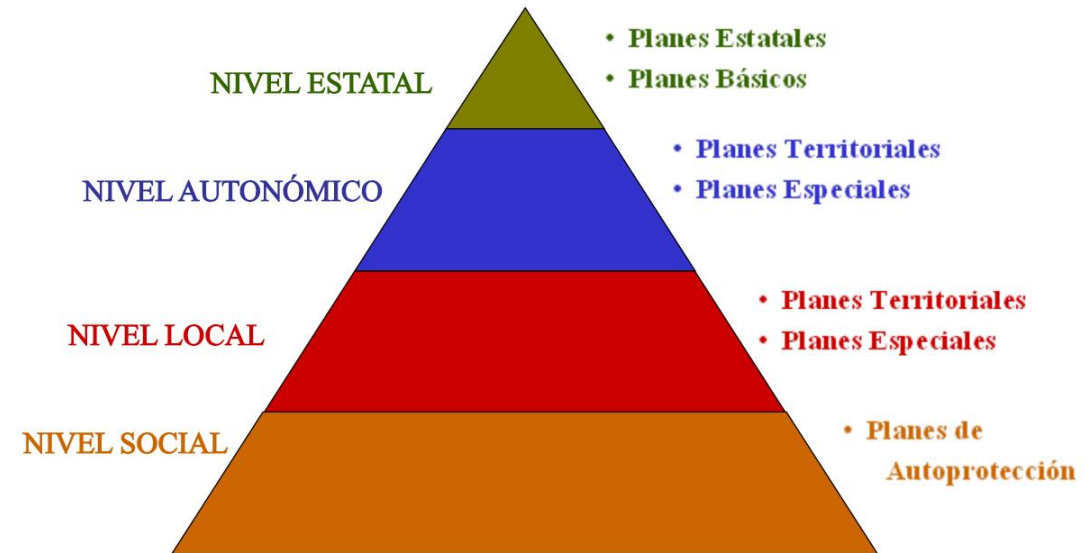 NIVEL ESTATAL
• Planes Estatales
• Planes Básicos
NIVEL AUTONÓMICO
• Planes Territoriales
• Planes Especiales
NIVEL LOCAL
• Planes Territoriales
• Planes Especiales
NIVEL SOCIAL
• Planes de
Autoprotección